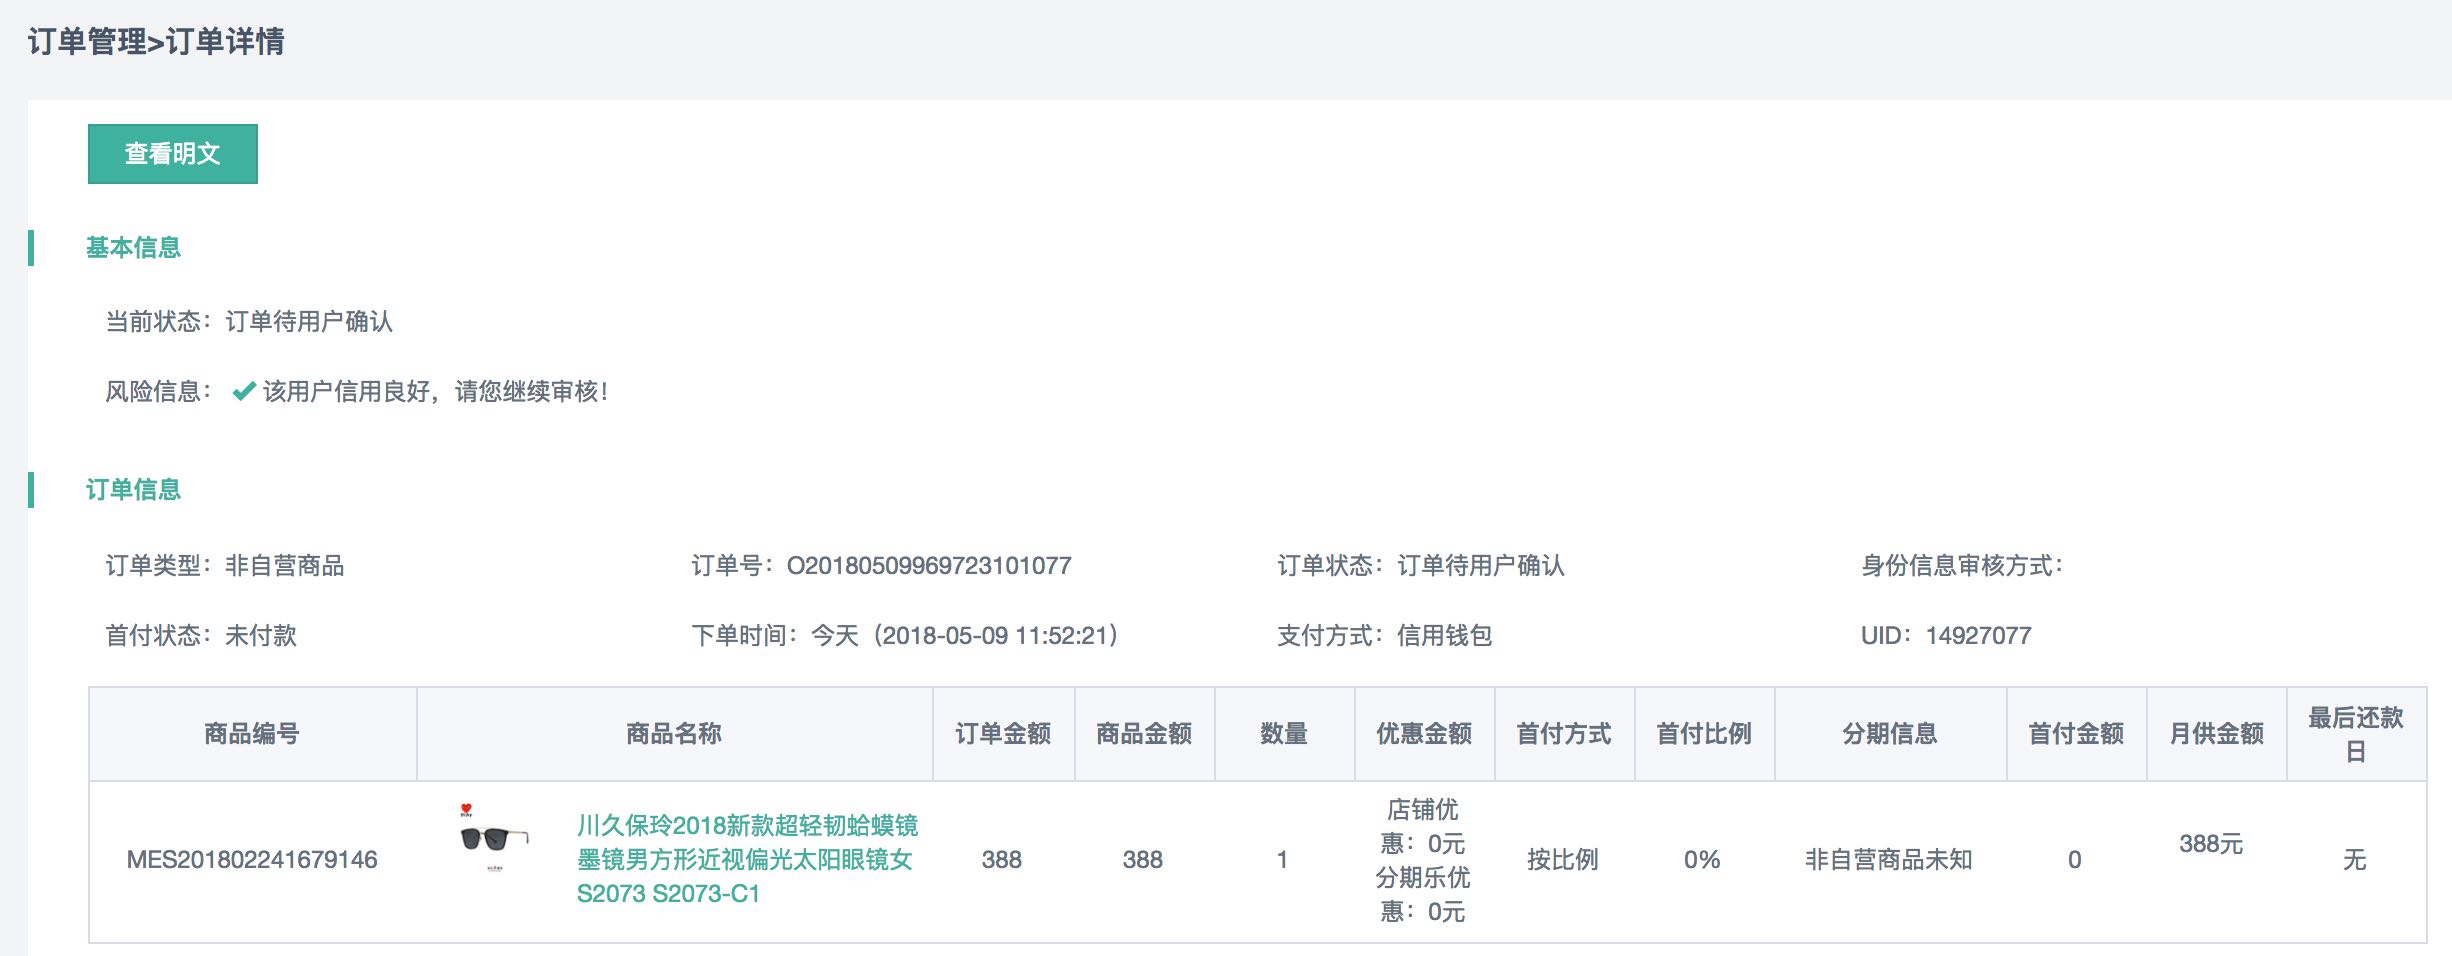 订单管理>订单详情
查看明文
基本信息
当前状态：订单待用户确认
风险信息：该用户信用良好，请您继续审核！
订单信息
订单类型：非自营商品 订单号：O20180509969723101077 订单状态：订单待用户确认 身份信息审核方式：
首付状态：未付款 下单时间：今天（2018-05-09 11:52:21） 支付方式：信用钱包 UID：14927077
商品编号 商品名称 订单金额 商品金额 数量 优惠金额 首付方式 首付比例 分期信息 首付金额 月供金额 最后还款
日
MES201802241679146
川久保玲2018新款超轻韧蛤蟆镜
墨镜男方形近视偏光太阳眼镜女
S2073 S2073-C1
388
388
1
店铺优
惠：0元
分期乐优
惠：0元
按比例
0%
非自营商品未知
0
388元
无